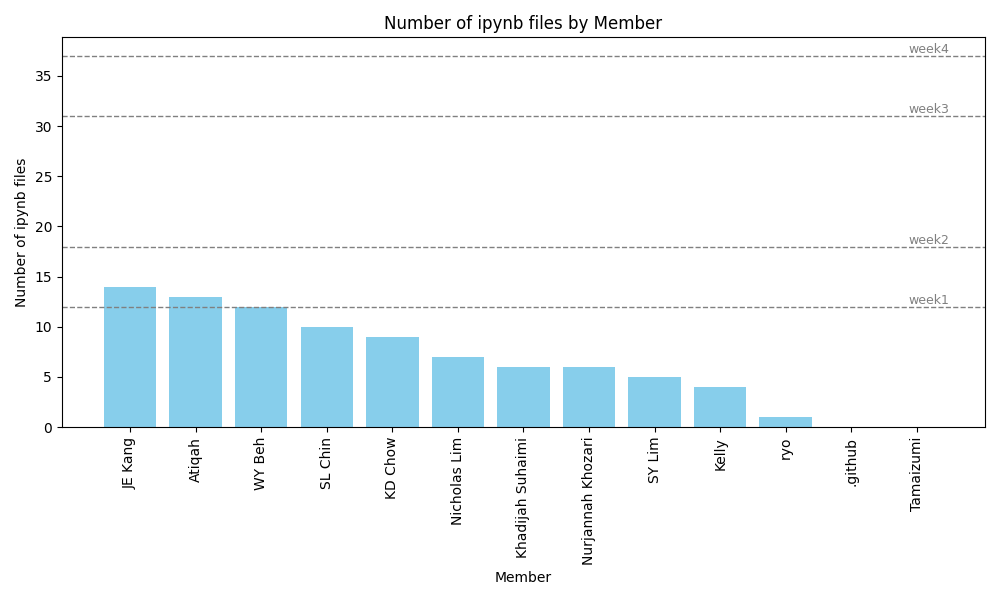 Number of ipynb files by Member
Number of ipynb files
35
30
25
20
15
10
5
0
week4
week3
week2
week1
JE Kang
Atiqah
WY Beh
SL Chin
KD Chow
Nicholas Lim
Khadijah Suhaimi
Nurjannah Khozari
SY Lim
Kelly
ryo
.github
Tamaizumi
Member